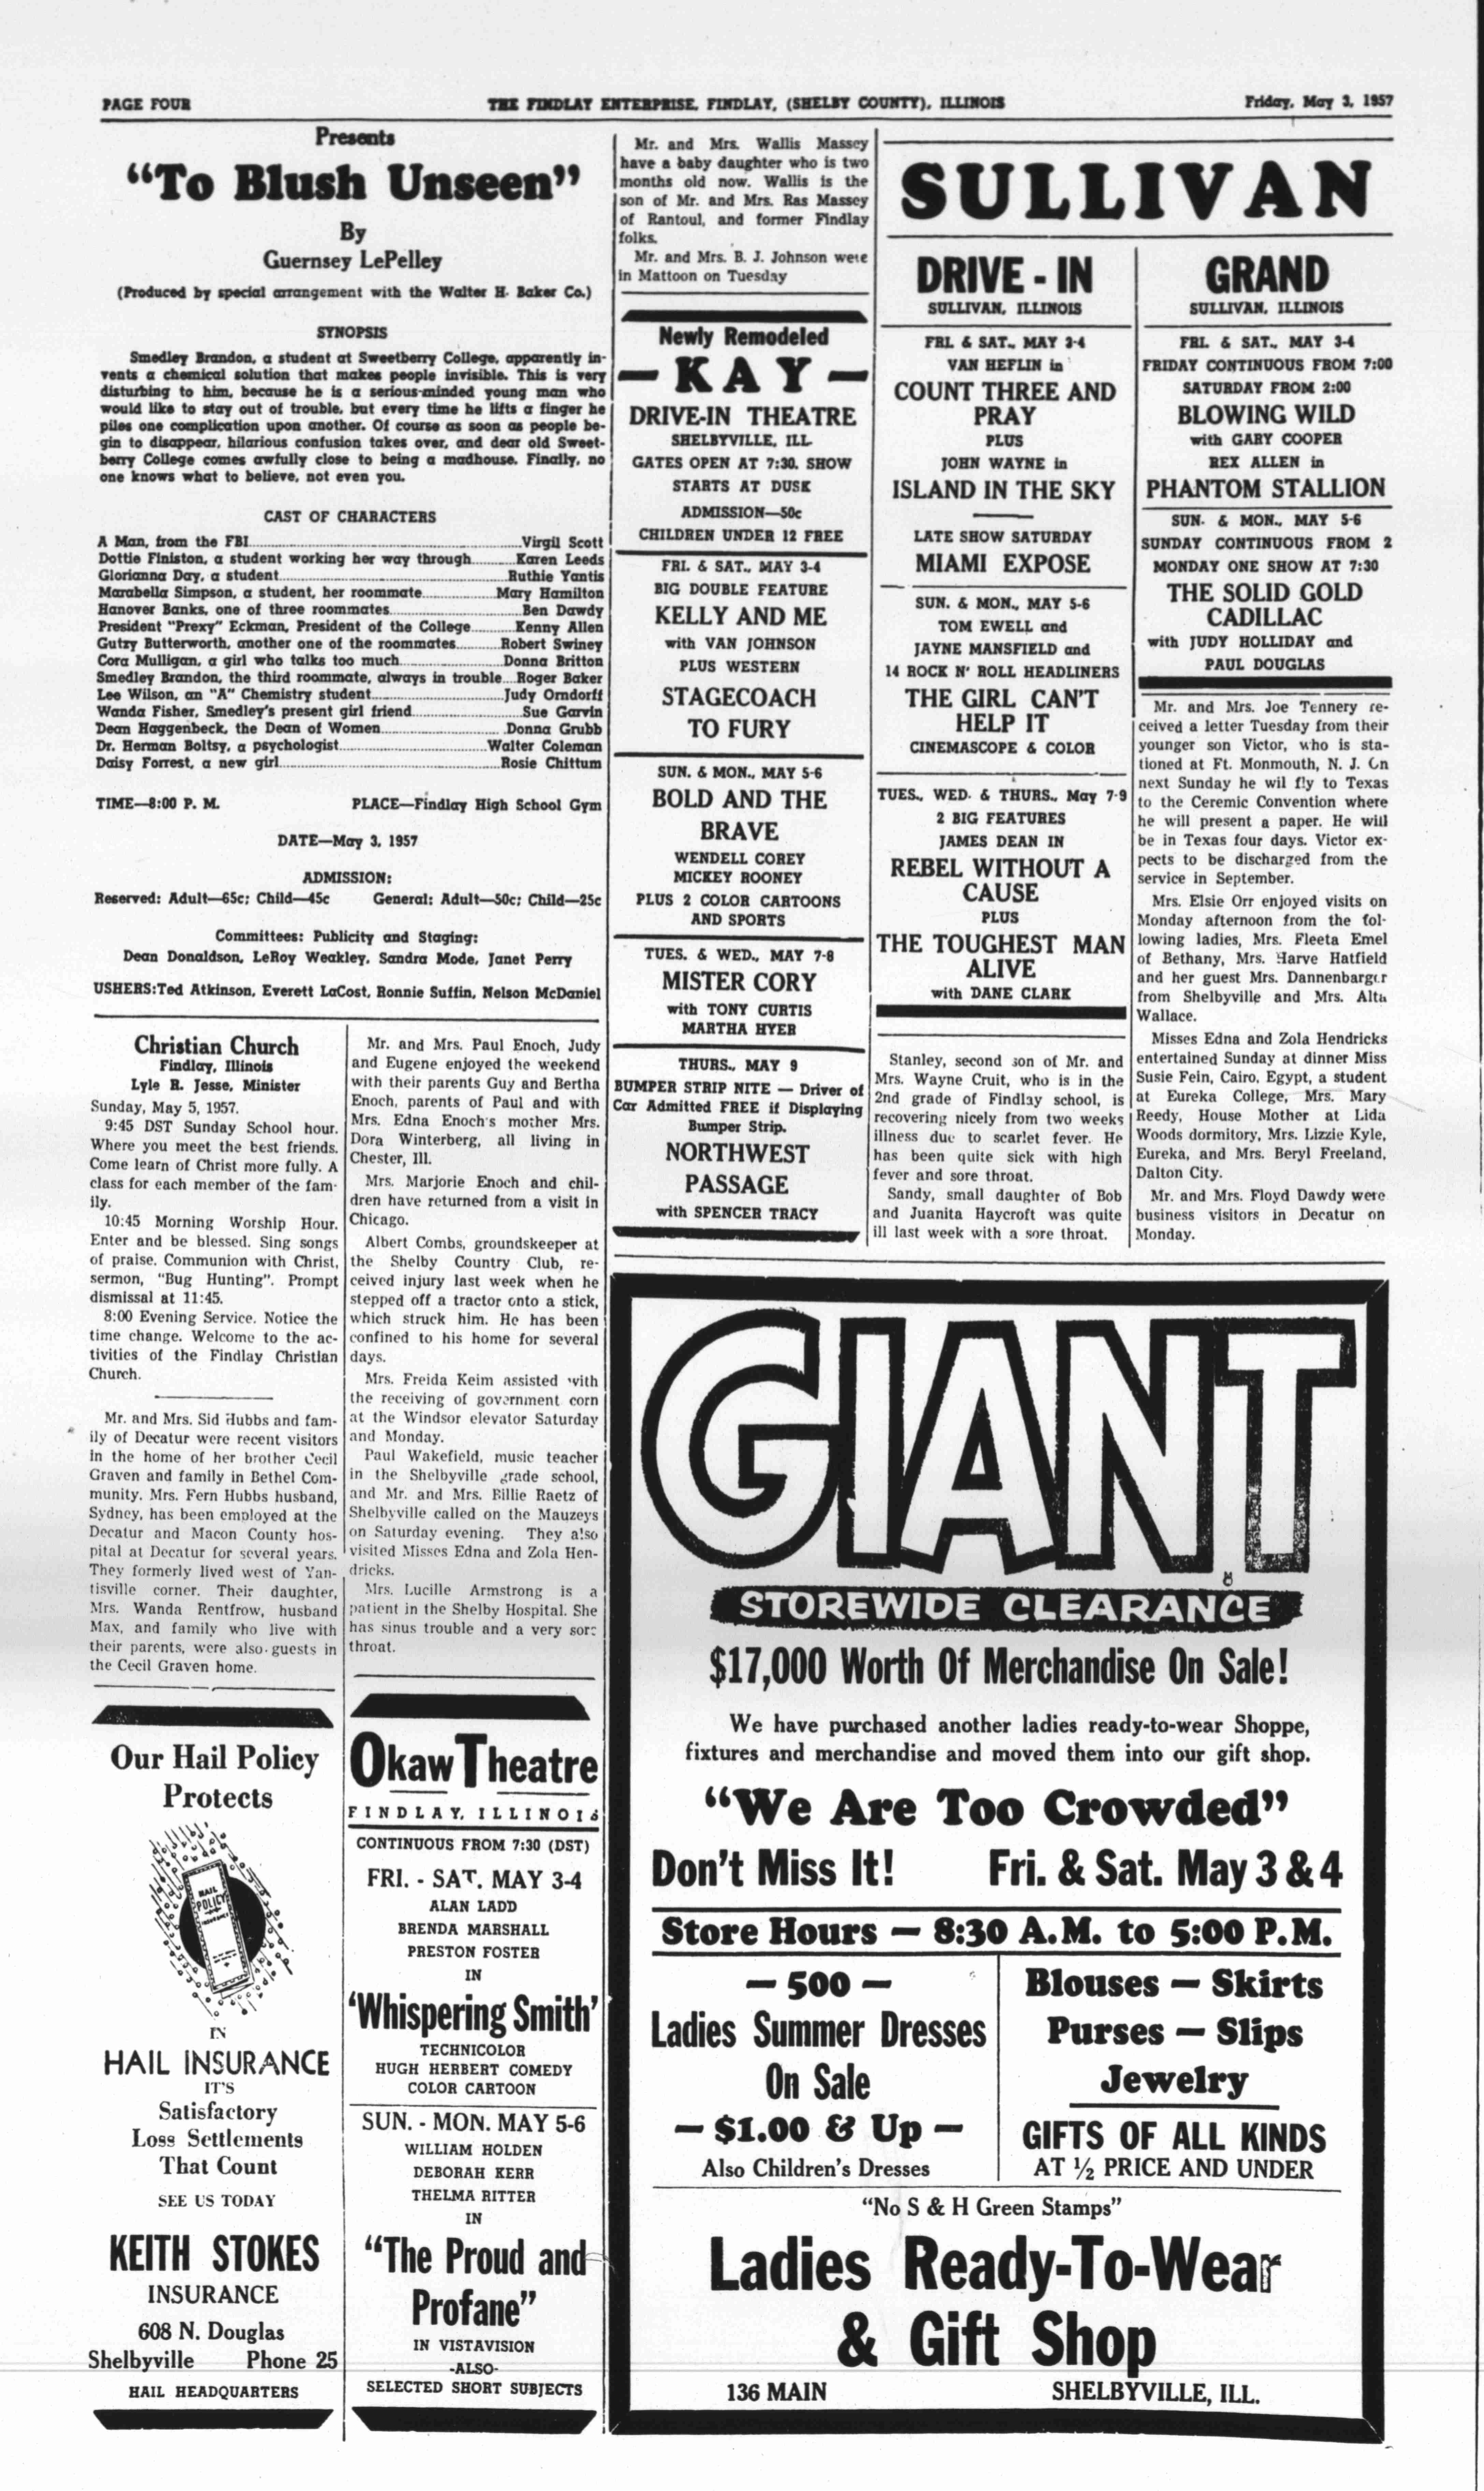 PAGE FOUR
THE FINDLAY ENTERPRISE, FINDLAY, (SHELBY COUNTY), ILLINOIS
Friday, May 3, 1957
Presents
“To Blush Unseen”
By
Guernsey LePelley
(Produced by special arrangement with the Walter H. Baker Co.)
SYNOPSIS
Smedley Brandon, a student at Sweetberry College, apparently in-
vents a chemical solution that makes people invisible. This is very
disturbing to him, because he is a serious-minded young man who
would like to stay out of trouble, but every time he lifts a finger he
piles one complication upon another. Of course as soon as people be-
gin to disappear, hilarious confusion takes over, and dear old Sweet-
berry College comes awfully close to being a madhouse. Finally, no
one knows what to believe, not even you.
CAST OF CHARACTERS
A Man, from the FBI......Virgil Scott
Dottie Finiston, a student working her way through......Karen Leeds
Glorianna Day, a student......Ruthie Yantis
Marabella Simpson, a student, her roommate......Mary Hamilton
Hanover Banks, one of three roommates......Ben Dawdy
President "Prexy" Eckman, President of the College......Kenny Allen
Gutzy Butterworth, another one of the roommates......Robert Swiney
Cora Mulligan, a girl who talks too much......Donna Britton
Smedley Brandon, the third roommate, always in trouble....Roger Baker
Lee Wilson, an "A" Chemistry student......Judy Orndorff
Wanda Fisher, Smedley's present girl friend......Sue Garvin
Dean Haggenbeck, the Dean of Women......Donna Grubb
Dr. Herman Boltsy, a psychologist......Walter Coleman
Daisy Forrest, a new girl......Rosie Chittum
TIME—8:00 P. M. PLACE—Findlay High School Gym
DATE—May 3, 1957
ADMISSION:
Reserved: Adult—65c; Child—45c General: Adult—50c; Child—25c
Committees: Publicity and Staging:
Dean Donaldson, LeRoy Weakley, Sandra Mode, Janet Perry
USHERS:Ted Atkinson, Everett LaCost, Ronnie Suffin, Nelson McDaniel
Christian Church
Findlay, Illinois
Lyle R. Jesse, Minister
Sunday, May 5, 1957.
9:45 DST Sunday School hour.
Where you meet the best friends.
Come learn of Christ more fully. A
class for each member of the fam-
ily.
10:45 Morning Worship Hour.
Enter and be blessed. Sing songs
of praise. Communion with Christ,
sermon, "Bug Hunting". Prompt
dismissal at 11:45.
8:00 Evening Service. Notice the
time change. Welcome to the ac-
tivities of the Findlay Christian
Church.
Mr. and Mrs. Sid Hubbs and fam-
ily of Decatur were recent visitors
in the home of her brother Cecil
Graven and family in Bethel Com-
munity. Mrs. Fern Hubbs husband,
Sydney, has been employed at the
Decatur and Macon County hos-
pital at Decatur for several years.
They formerly lived west of Yan-
tisville corner. Their daughter,
Mrs. Wanda Rentfrow, husband
Max, and family who live with
their parents, were also guests in
the Cecil Graven home.
Our Hail Policy
Protects
HAIL
POLICY
INSURANCE
IN
HAIL INSURANCE
IT'S
Satisfactory
Loss Settlements
That Count
SEE US TODAY
KEITH STOKES
INSURANCE
608 N. Douglas
Shelbyville Phone 25
HAIL HEADQUARTERS
Mr. and Mrs. Paul Enoch, Judy
and Eugene enjoyed the weekend
with their parents Guy and Bertha
Enoch, parents of Paul and with
Mrs. Edna Enoch's mother Mrs.
Dora Winterberg, all living in
Chester, Ill.
Mrs. Marjorie Enoch and chil-
dren have returned from a visit in
Chicago.
Albert Combs, groundskeeper at
the Shelby Country Club, re-
ceived injury last week when he
stepped off a tractor onto a stick,
which struck him. He has been
confined to his home for several
days.
Mrs. Freida Keim assisted with
the receiving of government corn
at the Windsor elevator Saturday
and Monday.
Paul Wakefield, music teacher
in the Shelbyville grade school,
and Mr. and Mrs. Billie Raetz of
Shelbyville called on the Mauzeys
on Saturday evening. They also
visited Misses Edna and Zola Hen-
dricks.
Mrs. Lucille Armstrong is a
patient in the Shelby Hospital. She
has sinus trouble and a very sore
throat.
Okaw Theatre
FINDLAY, ILLINOIS
CONTINUOUS FROM 7:30 (DST)
FRI. - SAT. MAY 3-4
ALAN LADD
BRENDA MARSHALL
PRESTON FOSTER
IN
'Whispering Smith'
TECHNICOLOR
HUGH HERBERT COMEDY
COLOR CARTOON
SUN. - MON. MAY 5-6
WILLIAM HOLDEN
DEBORAH KERR
THELMA RITTER
IN
“The Proud and
Profane”
IN VISTAVISION
-ALSO-
SELECTED SHORT SUBJECTS
Mr. and Mrs. Wallis Massey
have a baby daughter who is two
months old now. Wallis is the
son of Mr. and Mrs. Ras Massey
of Rantoul, and former Findlay
folks.
Mr. and Mrs. B. J. Johnson were
in Mattoon on Tuesday
Newly Remodeled
— KAY —
DRIVE-IN THEATRE
SHELBYVILLE, ILL.
GATES OPEN AT 7:30. SHOW
STARTS AT DUSK
ADMISSION—50c
CHILDREN UNDER 12 FREE
FRI. & SAT., MAY 3-4
BIG DOUBLE FEATURE
KELLY AND ME
with VAN JOHNSON
PLUS WESTERN
STAGECOACH
TO FURY
SUN. & MON., MAY 5-6
BOLD AND THE
BRAVE
WENDELL COREY
MICKEY ROONEY
PLUS 2 COLOR CARTOONS
AND SPORTS
TUES. & WED., MAY 7-8
MISTER CORY
with TONY CURTIS
MARTHA HYER
THURS., MAY 9
BUMPER STRIP NITE — Driver of
Car Admitted FREE if Displaying
Bumper Strip.
NORTHWEST
PASSAGE
with SPENCER TRACY
SULLIVAN
DRIVE - IN
SULLIVAN, ILLINOIS
FRI. & SAT., MAY 3-4
VAN HEFLIN in
COUNT THREE AND
PRAY
PLUS
JOHN WAYNE in
ISLAND IN THE SKY
LATE SHOW SATURDAY
MIAMI EXPOSE
SUN. & MON., MAY 5-6
TOM EWELL and
JAYNE MANSFIELD and
14 ROCK N' ROLL HEADLINERS
THE GIRL CAN'T
HELP IT
CINEMASCOPE & COLOR
TUES., WED. & THURS., May 7-9
2 BIG FEATURES
JAMES DEAN IN
REBEL WITHOUT A
CAUSE
PLUS
THE TOUGHEST MAN
ALIVE
with DANE CLARK
Stanley, second son of Mr. and
Mrs. Wayne Cruit, who is in the
2nd grade of Findlay school, is
recovering nicely from two weeks
illness due to scarlet fever. He
has been quite sick with high
fever and sore throat.
Sandy, small daughter of Bob
and Juanita Haycroft was quite
ill last week with a sore throat.
GRAND
SULLIVAN, ILLINOIS
FRI. & SAT., MAY 3-4
FRIDAY CONTINUOUS FROM 7:00
SATURDAY FROM 2:00
BLOWING WILD
with GARY COOPER
REX ALLEN in
PHANTOM STALLION
SUN. & MON., MAY 5-6
SUNDAY CONTINUOUS FROM 2
MONDAY ONE SHOW AT 7:30
THE SOLID GOLD
CADILLAC
with JUDY HOLLIDAY and
PAUL DOUGLAS
Mr. and Mrs. Joe Tennery re-
ceived a letter Tuesday from their
younger son Victor, who is sta-
tioned at Ft. Monmouth, N. J. On
next Sunday he wil fly to Texas
to the Ceremic Convention where
he will present a paper. He will
be in Texas four days. Victor ex-
pects to be discharged from the
service in September.
Mrs. Elsie Orr enjoyed visits on
Monday afternoon from the fol-
lowing ladies, Mrs. Fleeta Emel
of Bethany, Mrs. Harve Hatfield
and her guest Mrs. Dannenbarger
from Shelbyville and Mrs. Alta
Wallace.
Misses Edna and Zola Hendricks
entertained Sunday at dinner Miss
Susie Fein, Cairo, Egypt, a student
at Eureka College, Mrs. Mary
Reedy, House Mother at Lida
Woods dormitory, Mrs. Lizzie Kyle,
Eureka, and Mrs. Beryl Freeland,
Dalton City.
Mr. and Mrs. Floyd Dawdy were
business visitors in Decatur on
Monday.
GIANT
STOREWIDE CLEARANCE
$17,000 Worth Of Merchandise On Sale!
We have purchased another ladies ready-to-wear Shoppe,
fixtures and merchandise and moved them into our gift shop.
“We Are Too Crowded”
Don't Miss It! Fri. & Sat. May 3 & 4
Store Hours — 8:30 A.M. to 5:00 P.M.
— 500 —
Ladies Summer Dresses
On Sale
— $1.00 & Up —
Also Children's Dresses
Blouses — Skirts
Purses — Slips
Jewelry
GIFTS OF ALL KINDS
AT ½ PRICE AND UNDER
“No S & H Green Stamps”
Ladies Ready-To-Wear
& Gift Shop
136 MAIN SHELBYVILLE, ILL.